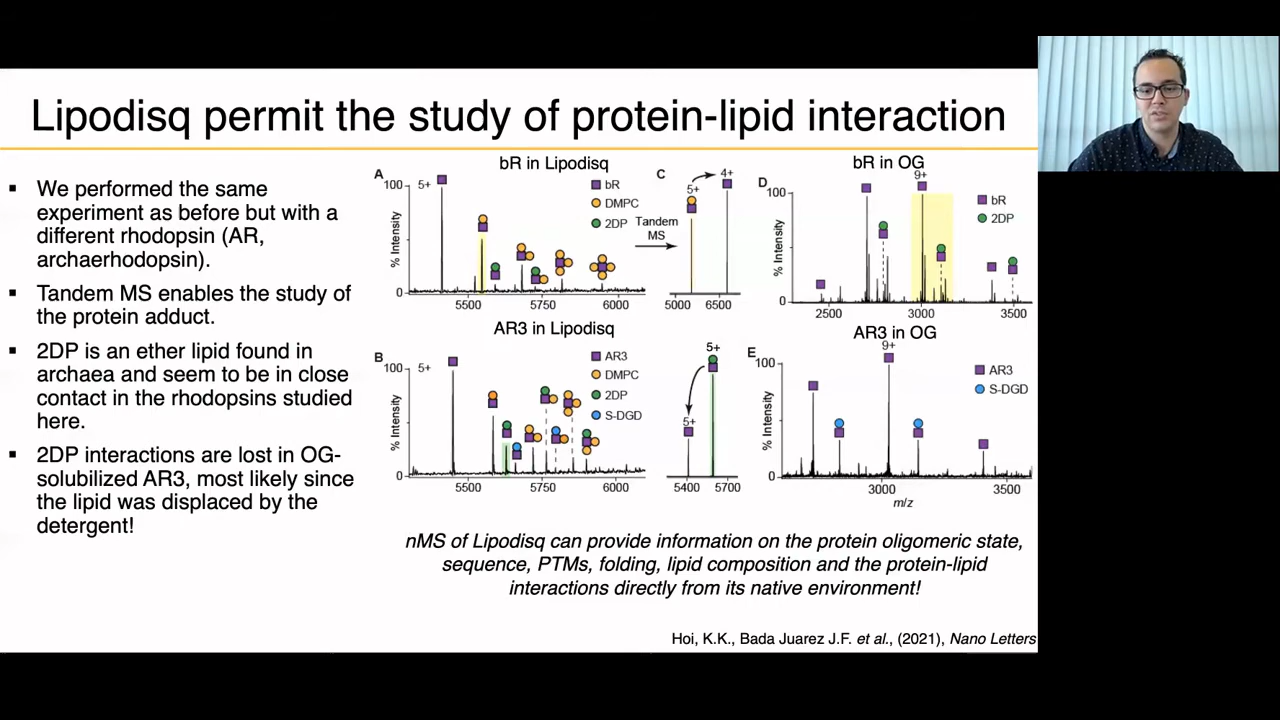 Lipodisq permit the study of protein-lipid interaction
▪ We performed the same
experiment as before but with a
different rhodopsin (AR,
archaerhodopsin).
▪ Tandem MS enables the study of
the protein adduct.
▪ 2DP is an ether lipid found in
archaea and seem to be in close
contact in the rhodopsins studied
here.
▪ 2DP interactions are lost in OG-
solubilized AR3, most likely since
the lipid was displaced by the
detergent!
bR in Lipodisq
A
100
5+
% Intensity
0
bR
DMPC
2DP
5500 5750 6000
C
4+
5+
Tandem
MS
5000 6500
bR in OG
D
9+
100
% Intensity
0
bR
2DP
2500 3000 3500
AR3 in Lipodisq
B
100
5+
% Intensity
0
AR3
DMPC
2DP
S-DGD
5500 5750 6000
5+
5+
5400 5700
AR3 in OG
E
9+
100
% Intensity
0
AR3
S-DGD
3000 3500
m/z
nMS of Lipodisq can provide information on the protein oligomeric state,
sequence, PTMs, folding, lipid composition and the protein-lipid
interactions directly from its native environment!
Hoi, K.K., Bada Juarez J.F. et al., (2021), Nano Letters